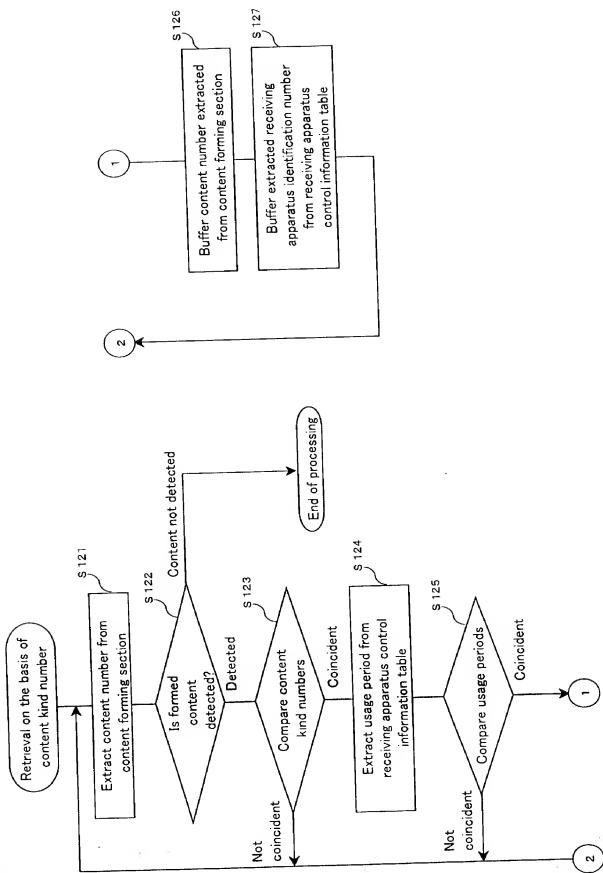 Retrieval on the basis of
content kind number
S 121
Extract content number from
content forming section
S 122
Is formed
content
detected?
Content not detected
End of processing
Detected
S 123
Compare content
kind numbers
Not
coincident
Coincident
S 124
Extract usage period from
receiving apparatus control
information table
S 125
Compare usage periods
Not
coincident
Coincident
1
2
1
S 126
Buffer content number extracted
from content forming section
S 127
Buffer extracted receiving
apparatus identification number
from receiving apparatus
control information table
2